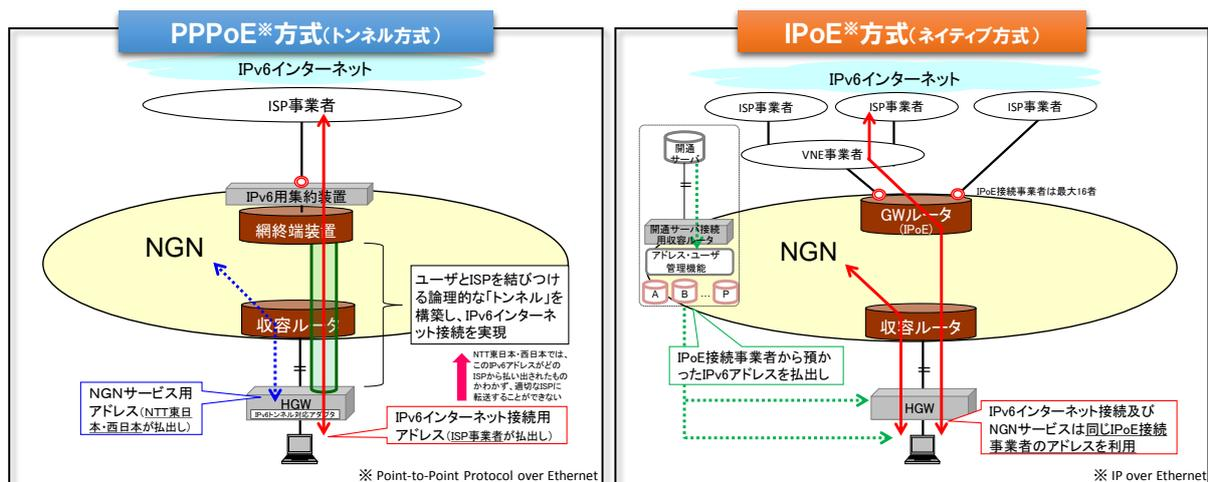 PPPoE※方式(トンネル方式)
IPv6インターネット
ISP事業者
IPv6用集約装置
網終端装置
NGN
ユーザとISPを結びつける論理的な「トンネル」を構築し、IPv6インターネット接続を実現
収容ルータ
NTT東日本・西日本では、
このIPv6アドレスがどの
ISPから払い出されたもの
かわからず、適切なISPに
転送することができない
NGNサービス用
アドレス(NTT東日
本・西日本が払出し)
HGW
IPv6トンネル対応アダプタ
IPv6インターネット接続用
アドレス(ISP事業者が払出し)
※ Point-to-Point Protocol over Ethernet
IPoE※方式(ネイティブ方式)
IPv6インターネット
ISP事業者
ISP事業者
ISP事業者
開通
サーバ
VNE事業者
IPoE接続事業者は最大16者
GWルータ
(IPoE)
開通サーバ接続
用収容ルータ
アドレス・ユーザ
管理機能
A
B
…
P
NGN
収容ルータ
IPoE接続事業者から預か
ったIPv6アドレスを払出し
HGW
IPv6インターネット接続及び
NGNサービスは同じIPoE接続
事業者のアドレスを利用
※ IP over Ethernet